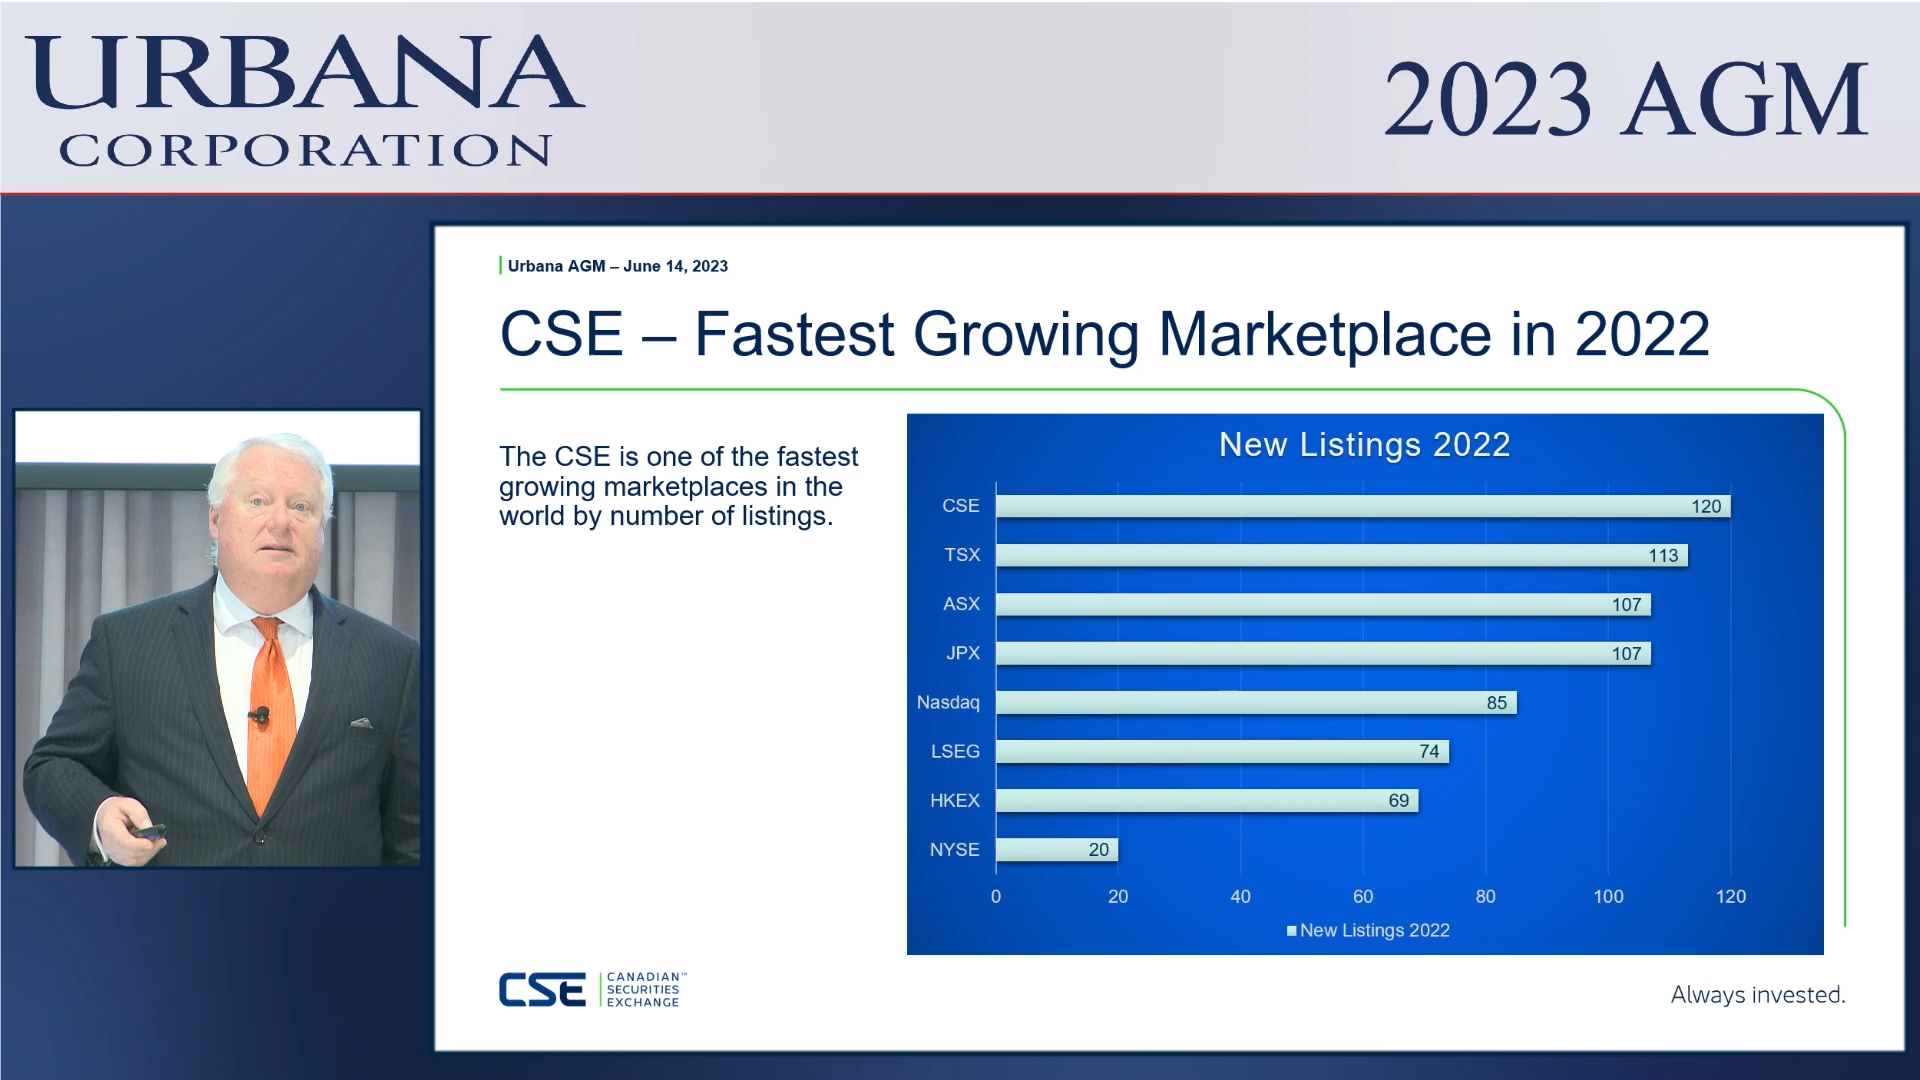 URBANA
CORPORATION
2023 AGM
Urbana AGM – June 14, 2023
CSE – Fastest Growing Marketplace in 2022
The CSE is one of the fastest
growing marketplaces in the
world by number of listings.
New Listings 2022
CSE 120
TSX 113
ASX 107
JPX 107
Nasdaq 85
LSEG 74
HKEX 69
NYSE 20
0 20 40 60 80 100 120
New Listings 2022
CSE
CANADIAN™
SECURITIES
EXCHANGE
Always invested.